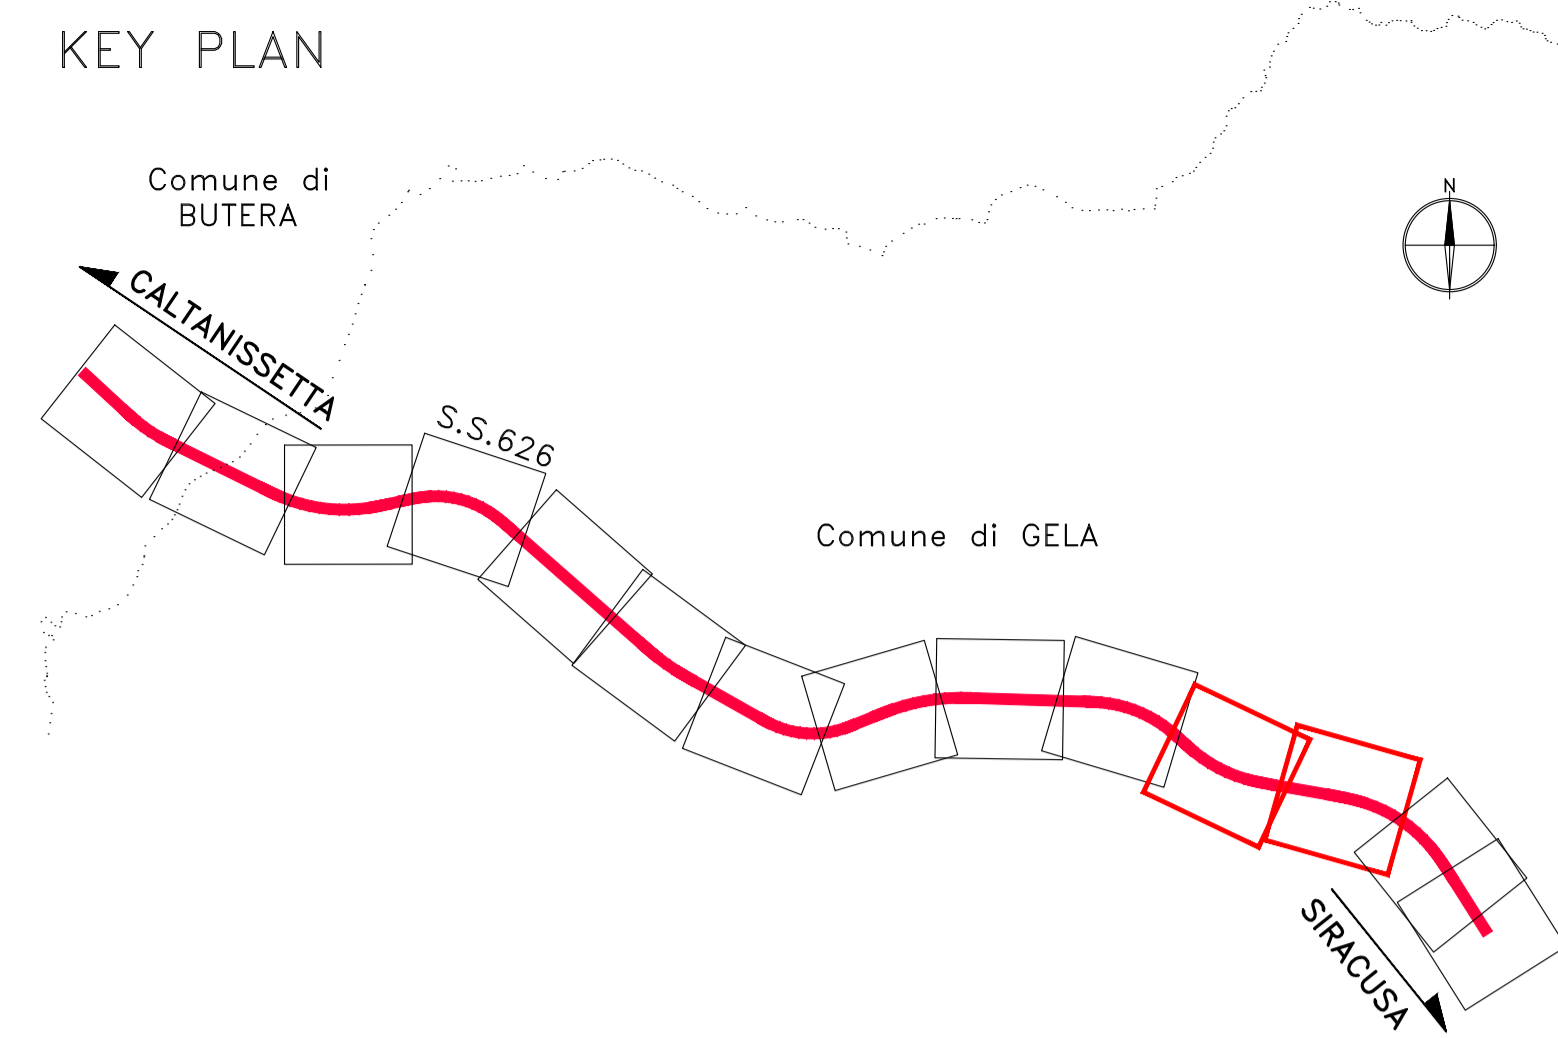 KEY PLAN
Comune di
BUTERA
N
CALTANISSETTA
S.S.626
Comune di GELA
SIRACUSA